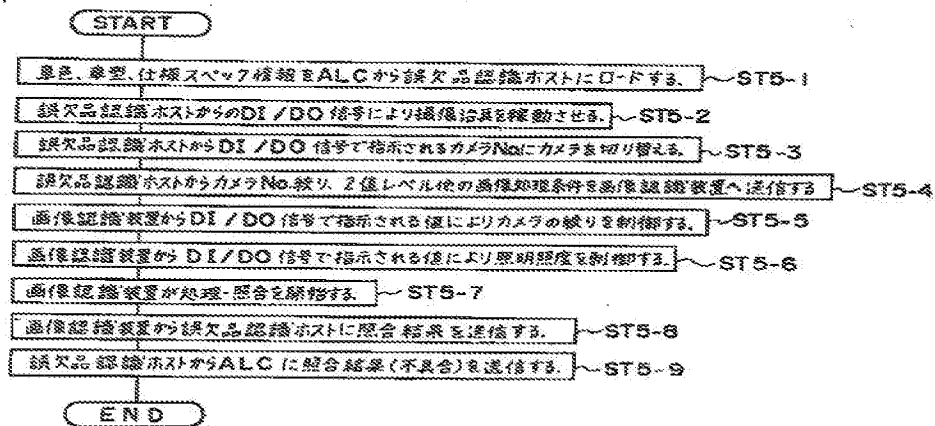 START
車色、車型、仕様スペック情報をALCから誤欠品認識ホストにロードする。 ST5-1
誤欠品認識ホストからのDI/DO信号により撮像治具を稼動させる。 ST5-2
誤欠品認識ホストからDI/DO信号で指示されるカメラNo.にカメラを切り替える。 ST5-3
誤欠品認識ホストからカメラNo.絞り、2値レベル他の画像処理条件を画像認識装置へ送信する ST5-4
画像認識装置からDI/DO信号で指示される値によりカメラの絞りを制御する。 ST5-5
画像認識装置からDI/DO信号で指示される値により照明照度を制御する。 ST5-6
画像認識装置が処理・照合を開始する。 ST5-7
画像認識装置から誤欠品認識ホストに照合結果を送信する。 ST5-8
誤欠品認識ホストからALCに照合結果(不具合)を送信する。 ST5-9
END